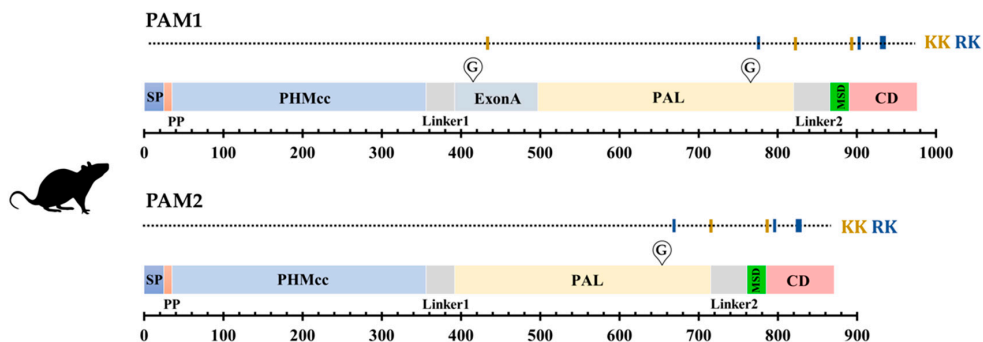 PAM1
KK RK
G G
SP PHMcc ExonA PAL MSD CD
PP Linker1 Linker2
0 100 200 300 400 500 600 700 800 900 1000
PAM2
KK RK
G
SP PHMcc PAL MSD CD
PP Linker1 Linker2
0 100 200 300 400 500 600 700 800 900